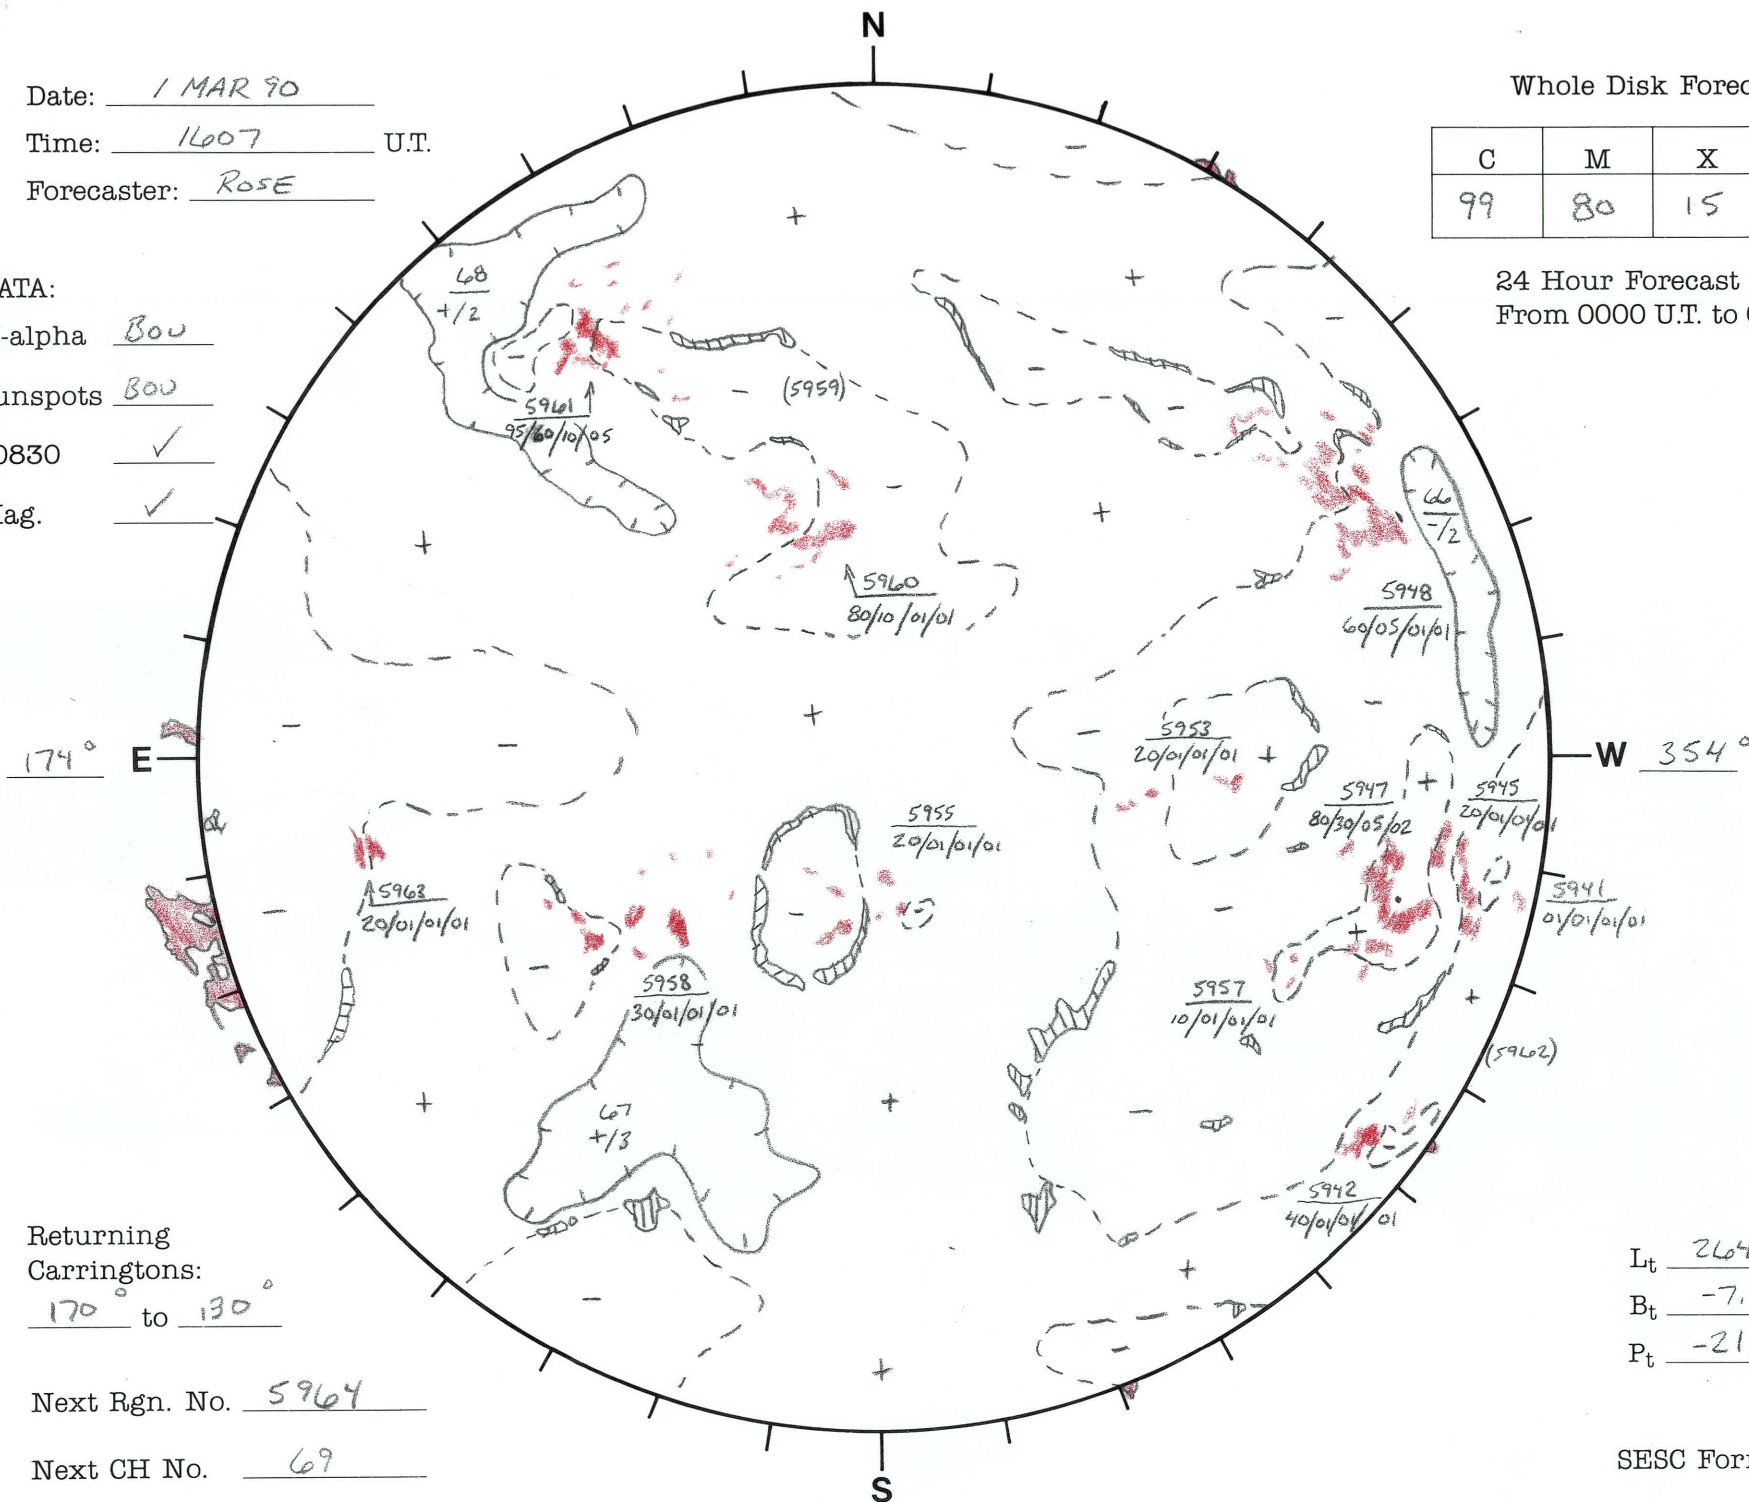 N
Date: 1 MAR 90
Time: 1607 U.T.
Forecaster: ROSE
Whole Disk Forec
C M X
99 80 15
24 Hour Forecast
From 0000 U.T. to
ATA:
-alpha BOU
unspots BOU
0830 ✓
Mag. ✓
68
+/2
+
+
−
−
5961
95/60/10/05
(5959)
−
−
−
−
−
66
-/2
+
+
−
5960
80/10/01/01
5948
60/05/01/01
174° E
W 354°
−
−
+
−
−
5953
20/01/01/01
+
+
5947
80/30/05/02
5945
20/01/01/01
5955
20/01/01/01
5963
20/01/01/01
5941
01/01/01/01
−
−
−
−
−
+
5958
30/01/01/01
5957
10/01/01/01
+
(5962)
67
+/3
+
+
−
−
5942
40/01/01/01
+
−
−
+
Returning
Carringtons:
170° to 130°
Next Rgn. No. 5964
Next CH No. 69
Lt 264
Bt -7.
Pt -21
SESC For
S